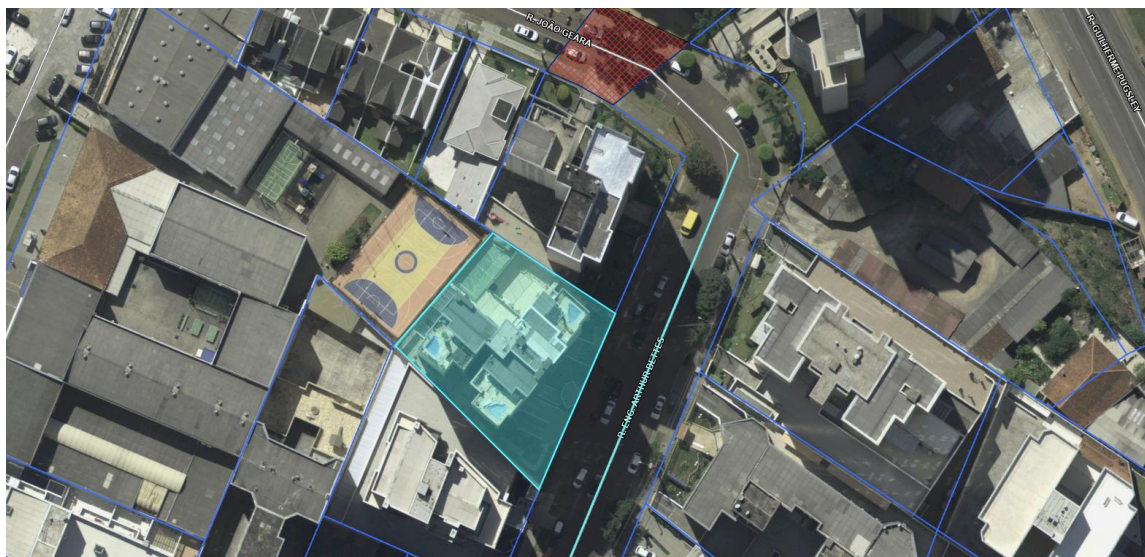 R. JOÃO GEARA
R. GUILHERME PUGSLEY
R. ENG. ARTHUR BETTES